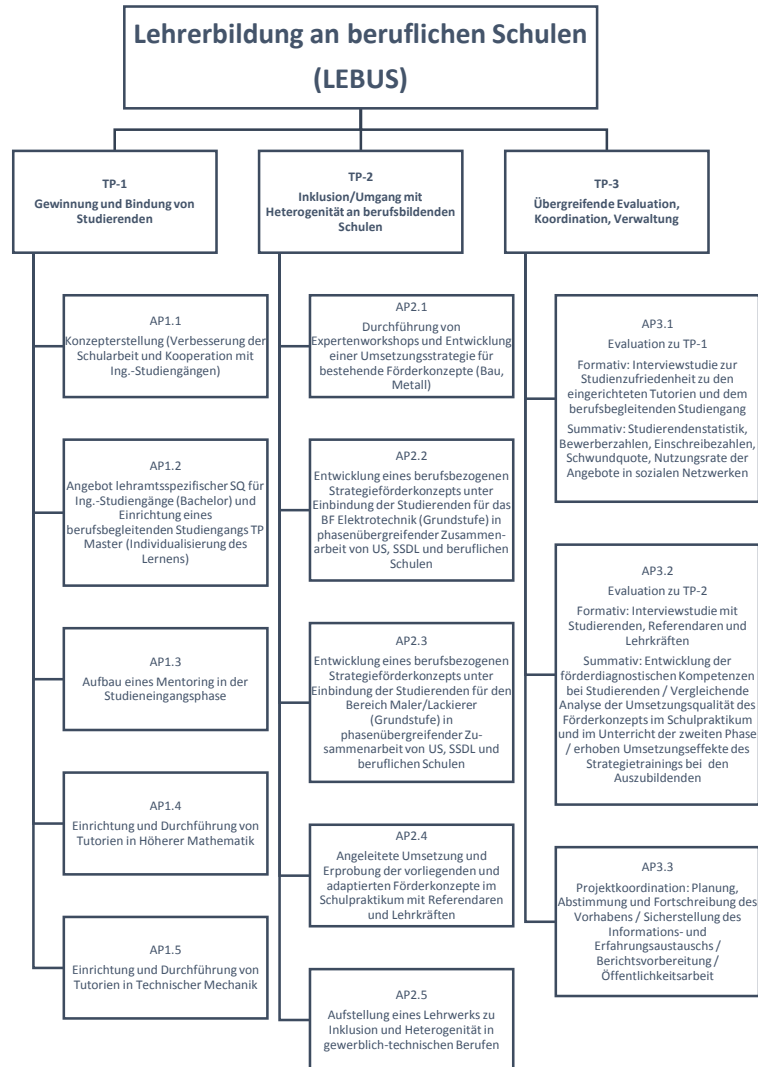 Lehrerbildung an beruflichen Schulen
(LEBUS)
TP-1
Gewinnung und Bindung von
Studierenden
AP1.1
Konzepterstellung (Verbesserung der
Schularbeit und Kooperation mit
Ing.-Studiengängen)
AP1.2
Angebot lehramtsspezifischer SQ für
Ing.-Studiengänge (Bachelor) und
Einrichtung eines
berufsbegleitenden Studiengangs TP
Master (Individualisierung des
Lernens)
AP1.3
Aufbau eines Mentoring in der
Studieneingangsphase
AP1.4
Einrichtung und Durchführung von
Tutorien in Höherer Mathematik
AP1.5
Einrichtung und Durchführung von
Tutorien in Technischer Mechanik
TP-2
Inklusion/Umgang mit
Heterogenität an berufsbildenden
Schulen
AP2.1
Durchführung von
Expertenworkshops und Entwicklung
einer Umsetzungsstrategie für
bestehende Förderkonzepte (Bau,
Metall)
AP2.2
Entwicklung eines berufsbezogenen
Strategieförderkonzepts unter
Einbindung der Studierenden für das
BF Elektrotechnik (Grundstufe) in
phasenübergreifender Zusammen-
arbeit von US, SSDL und beruflichen
Schulen
AP2.3
Entwicklung eines berufsbezogenen
Strategieförderkonzepts unter
Einbindung der Studierenden für den
Bereich Maler/Lackierer
(Grundstufe) in
phasenübergreifender Zu-
sammenarbeit von US, SSDL und
beruflichen Schulen
AP2.4
Angeleitete Umsetzung und
Erprobung der vorliegenden und
adaptierten Förderkonzepte im
Schulpraktikum mit Referendaren
und Lehrkräften
AP2.5
Aufstellung eines Lehrwerks zu
Inklusion und Heterogenität in
gewerblich-technischen Berufen
TP-3
Übergreifende Evaluation,
Koordination, Verwaltung
AP3.1
Evaluation zu TP-1
Formativ: Interviewstudie zur
Studienzufriedenheit zu den
eingerichteten Tutorien und dem
berufsbegleitenden Studiengang
Summativ: Studierendenstatistik,
Bewerberzahlen, Einschreibezahlen,
Schwundquote, Nutzungsrate der
Angebote in sozialen Netzwerken
AP3.2
Evaluation zu TP-2
Formativ: Interviewstudie mit
Studierenden, Referendaren und
Lehrkräften
Summativ: Entwicklung der
förderdiagnostischen Kompetenzen
bei Studierenden / Vergleichende
Analyse der Umsetzungsqualität des
Förderkonzepts im Schulpraktikum
und im Unterricht der zweiten Phase
/ erhoben Umsetzungseffekte des
Strategietrainings bei den
Auszubildenden
AP3.3
Projektkoordination: Planung,
Abstimmung und Fortschreibung des
Vorhabens / Sicherstellung des
Informations- und
Erfahrungsaustauschs /
Berichtsvorbereitung /
Öffentlichkeitsarbeit